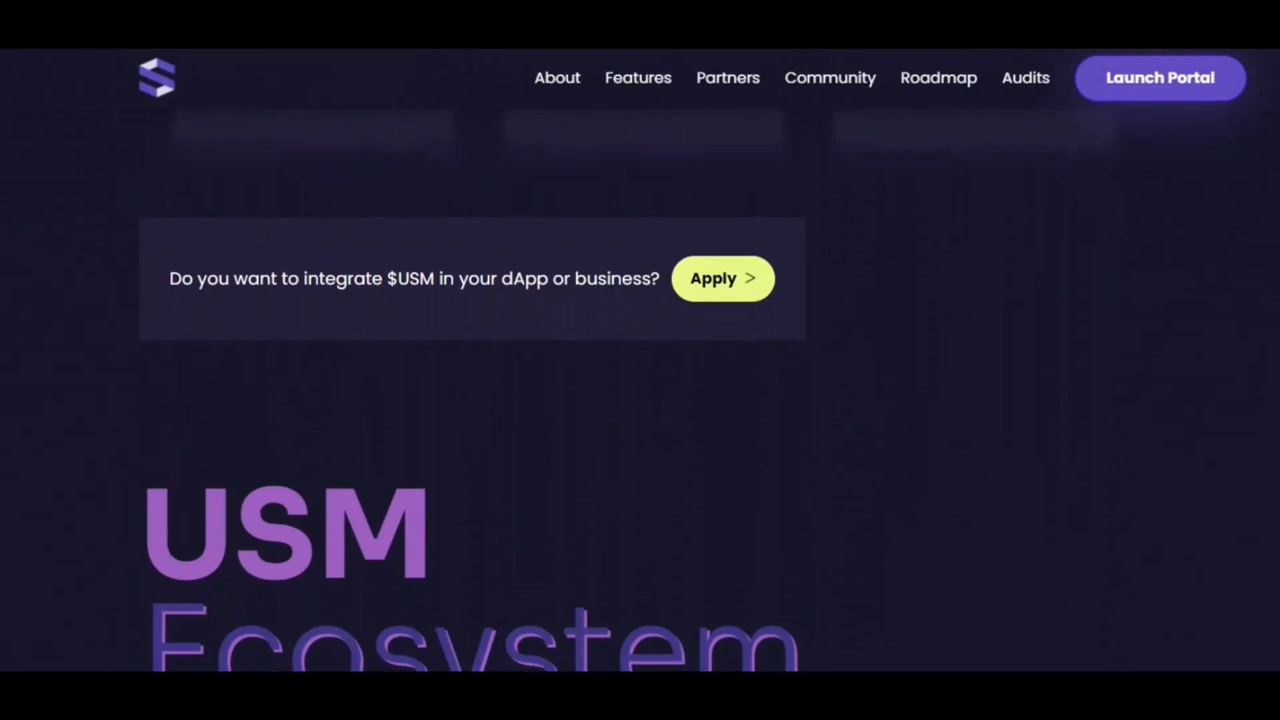 About Features Partners Community Roadmap Audits Launch Portal
Do you want to integrate $USM in your dApp or business? Apply >
USM
Ecosystem